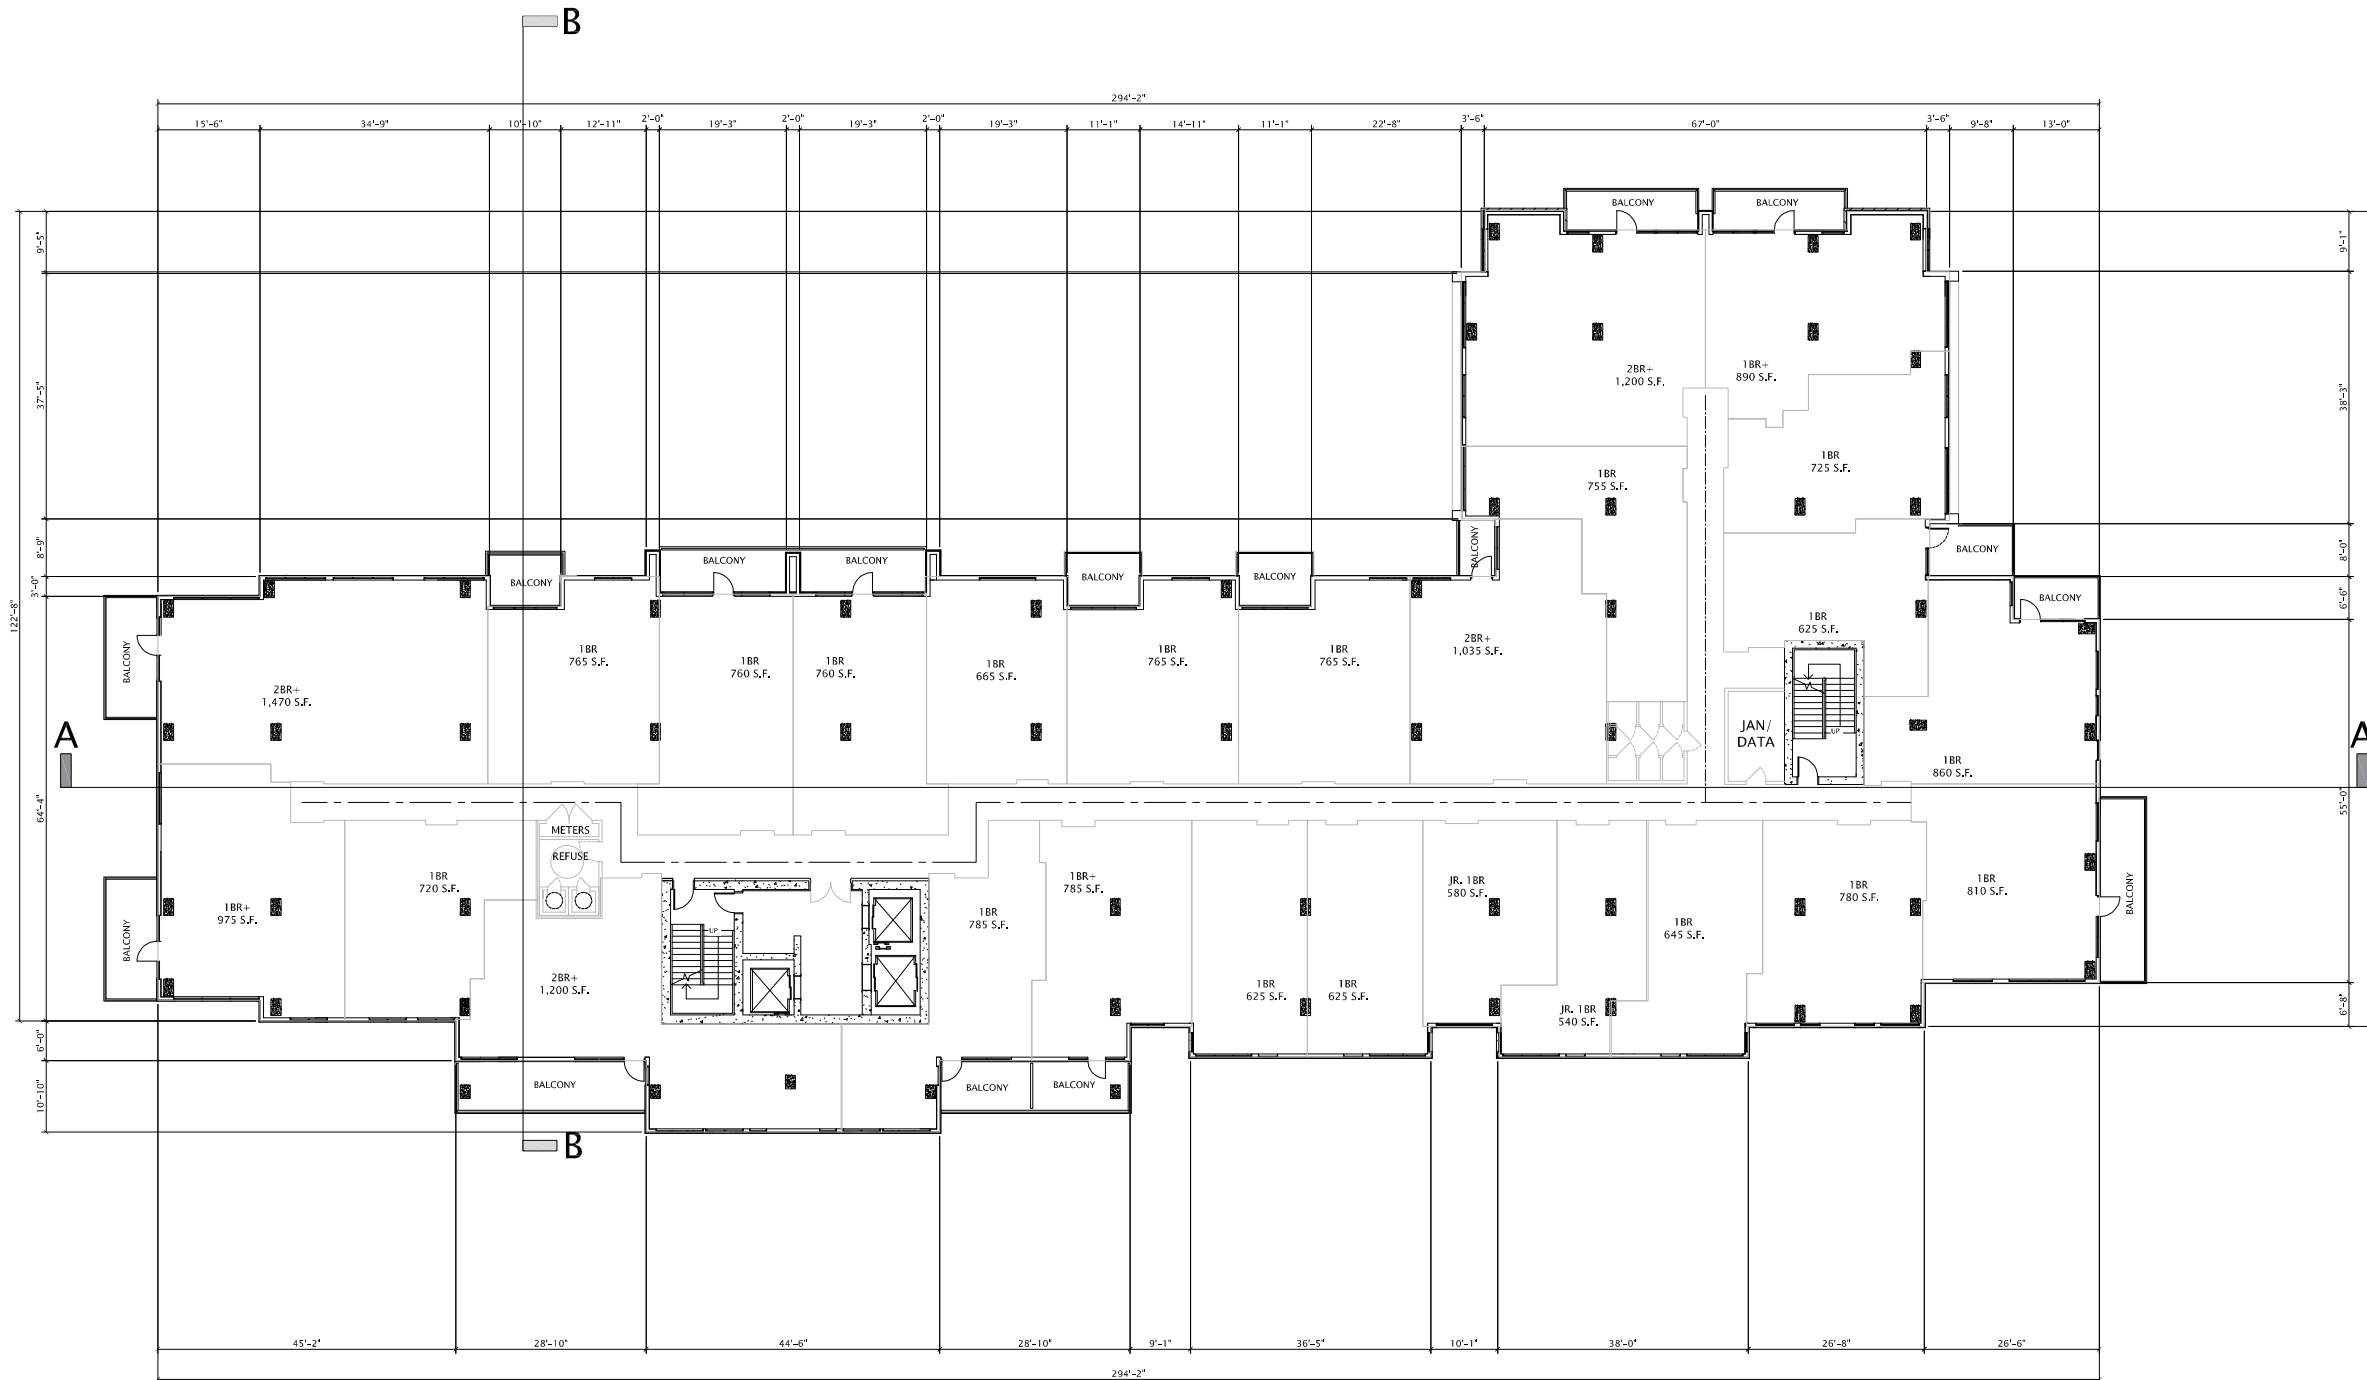 B
294'-2"
15'-6" 34'-9" 10'-10" 12'-11" 2'-0" 19'-3" 2'-0" 19'-3" 2'-0" 19'-3" 11'-1" 14'-11" 11'-1" 22'-8" 3'-6" 67'-0" 3'-6" 9'-8" 13'-0"
BALCONY BALCONY
9'-5" 9'-1"
2BR+
1,200 S.F.
1BR+
890 S.F.
37'-5" 38'-3"
1BR
725 S.F.
1BR
755 S.F.
8'-9" 8'-0"
BALCONY BALCONY BALCONY BALCONY BALCONY BALCONY BALCONY
3'-0" 6'-6"
BALCONY
122'-8"
1BR
625 S.F.
BALCONY
2BR+
1,470 S.F.
1BR
765 S.F.
1BR
760 S.F.
1BR
760 S.F.
1BR
665 S.F.
1BR
765 S.F.
1BR
765 S.F.
2BR+
1,035 S.F.
JAN/
DATA
UP
A A
1BR
860 S.F.
64'-4" 55'-0"
METERS
REFUSE
1BR+
975 S.F.
1BR
720 S.F.
2BR+
1,200 S.F.
UP
1BR
785 S.F.
1BR+
785 S.F.
1BR
625 S.F.
1BR
625 S.F.
JR. 1BR
580 S.F.
JR. 1BR
540 S.F.
1BR
645 S.F.
1BR
780 S.F.
1BR
810 S.F.
BALCONY
BALCONY
6'-8"
6'-0"
BALCONY BALCONY BALCONY
10'-10"
B
45'-2" 28'-10" 44'-6" 28'-10" 9'-1" 36'-5" 10'-1" 38'-0" 26'-8" 26'-6"
294'-2"